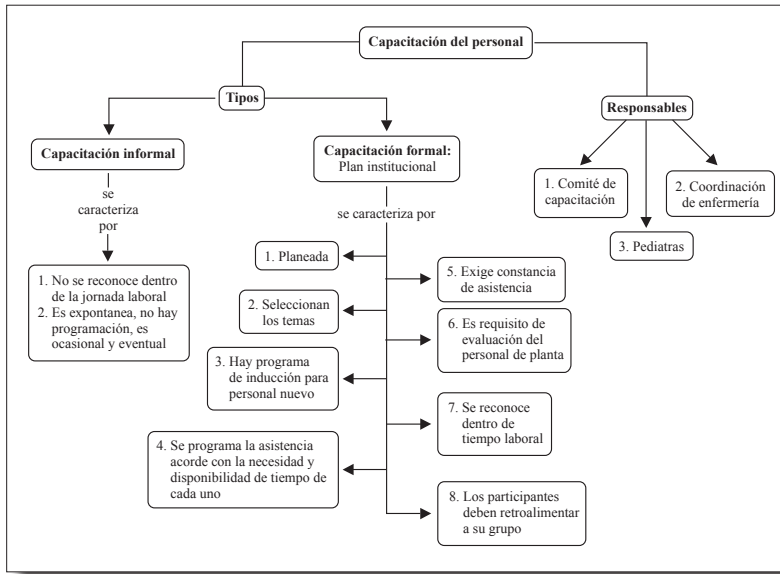 Capacitación del personal
Tipos
Responsables
Capacitación informal
Capacitación formal:
Plan institucional
1. Comité de
capacitación
2. Coordinación
de enfermería
3. Pediatras
se
caracteriza
por
se caracteriza por
1. No se reconoce dentro
de la jornada laboral
2. Es expontanea, no hay
programación, es
ocasional y eventual
1. Planeada
2. Seleccionan
los temas
3. Hay programa
de inducción para
personal nuevo
4. Se programa la asistencia
acorde con la necesidad y
disponibilidad de tiempo de
cada uno
5. Exige constancia
de asistencia
6. Es requisito de
evaluación del
personal de planta
7. Se reconoce
dentro de
tiempo laboral
8. Los participantes
deben retroalimentar
a su grupo